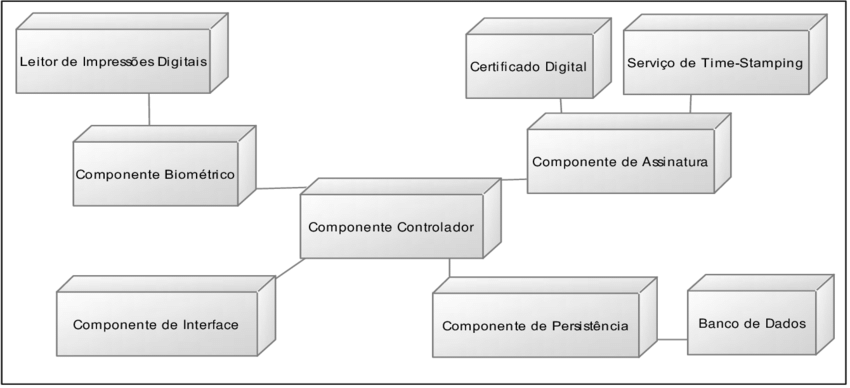 Leitor de Impressões Digitais
Certificado Digital
Serviço de Time-Stamping
Componente Biométrico
Componente de Assinatura
Componente Controlador
Componente de Interface
Componente de Persistência
Banco de Dados